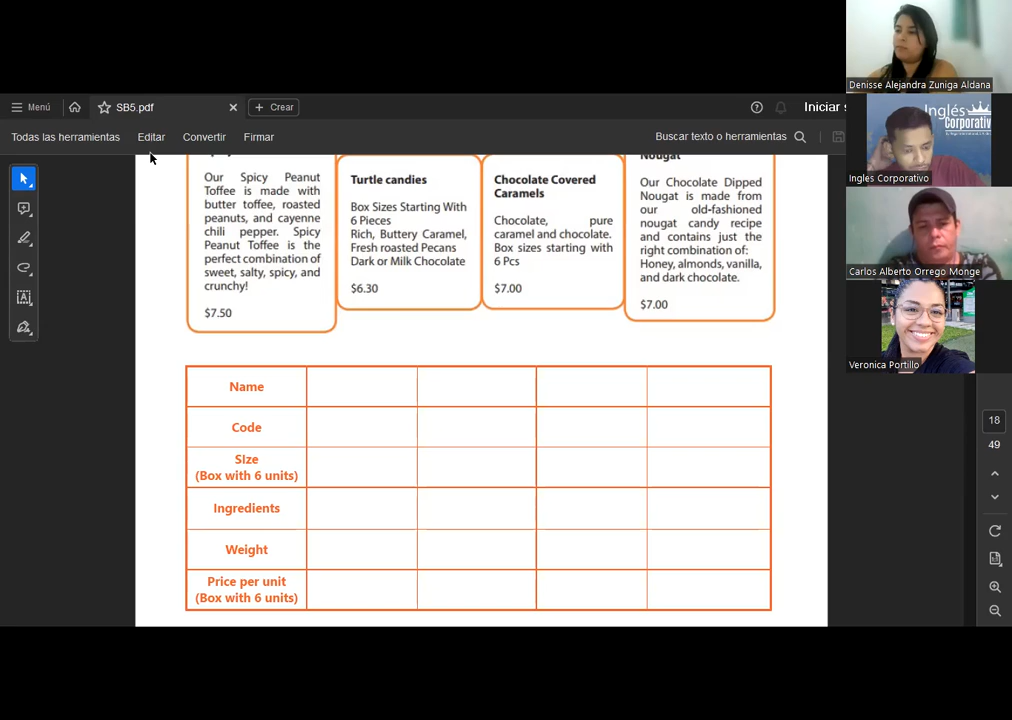 Menú
SB5.pdf
Crear
Iniciar s
Todas las herramientas
Editar
Convertir
Firmar
Buscar texto o herramientas
Our Spicy Peanut
Toffee is made with
butter toffee, roasted
peanuts, and cayenne
chili pepper. Spicy
Peanut Toffee is the
perfect combination of
sweet, salty, spicy, and
crunchy!
$7.50
Turtle candies
Box Sizes Starting With
6 Pieces
Rich, Buttery Caramel,
Fresh roasted Pecans
Dark or Milk Chocolate
$6.30
Chocolate Covered
Caramels
Chocolate, pure
caramel and chocolate.
Box sizes starting with
6 Pcs
$7.00
Nougat
Our Chocolate Dipped
Nougat is made from
our old-fashioned
nougat candy recipe
and contains just the
right combination of:
Honey, almonds, vanilla,
and dark chocolate.
$7.00
Name
Code
SIze
(Box with 6 units)
Ingredients
Weight
Price per unit
(Box with 6 units)
18
49
Denisse Alejandra Zuniga Aldana
Inglés
Corporativo
Ingles Corporativo
Carlos Alberto Orrego Monge
Veronica Portillo